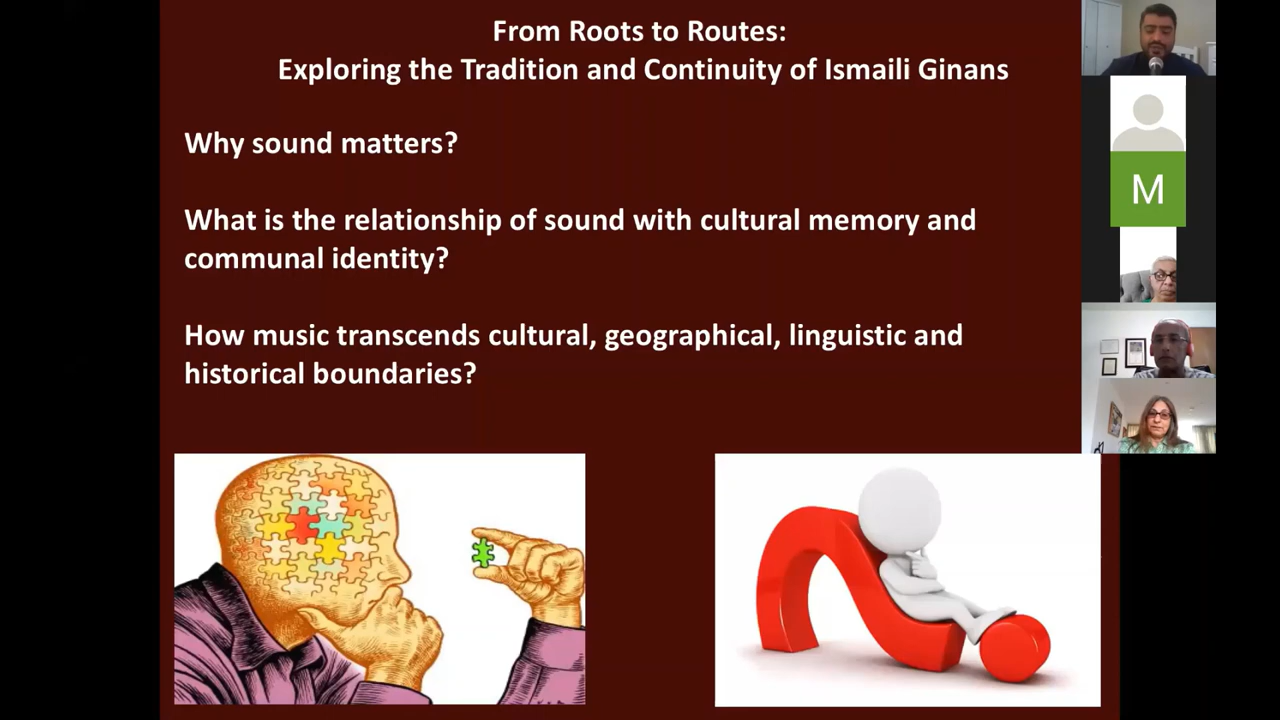 From Roots to Routes:
Exploring the Tradition and Continuity of Ismaili Ginans
Why sound matters?
What is the relationship of sound with cultural memory and
communal identity?
How music transcends cultural, geographical, linguistic and
historical boundaries?
M